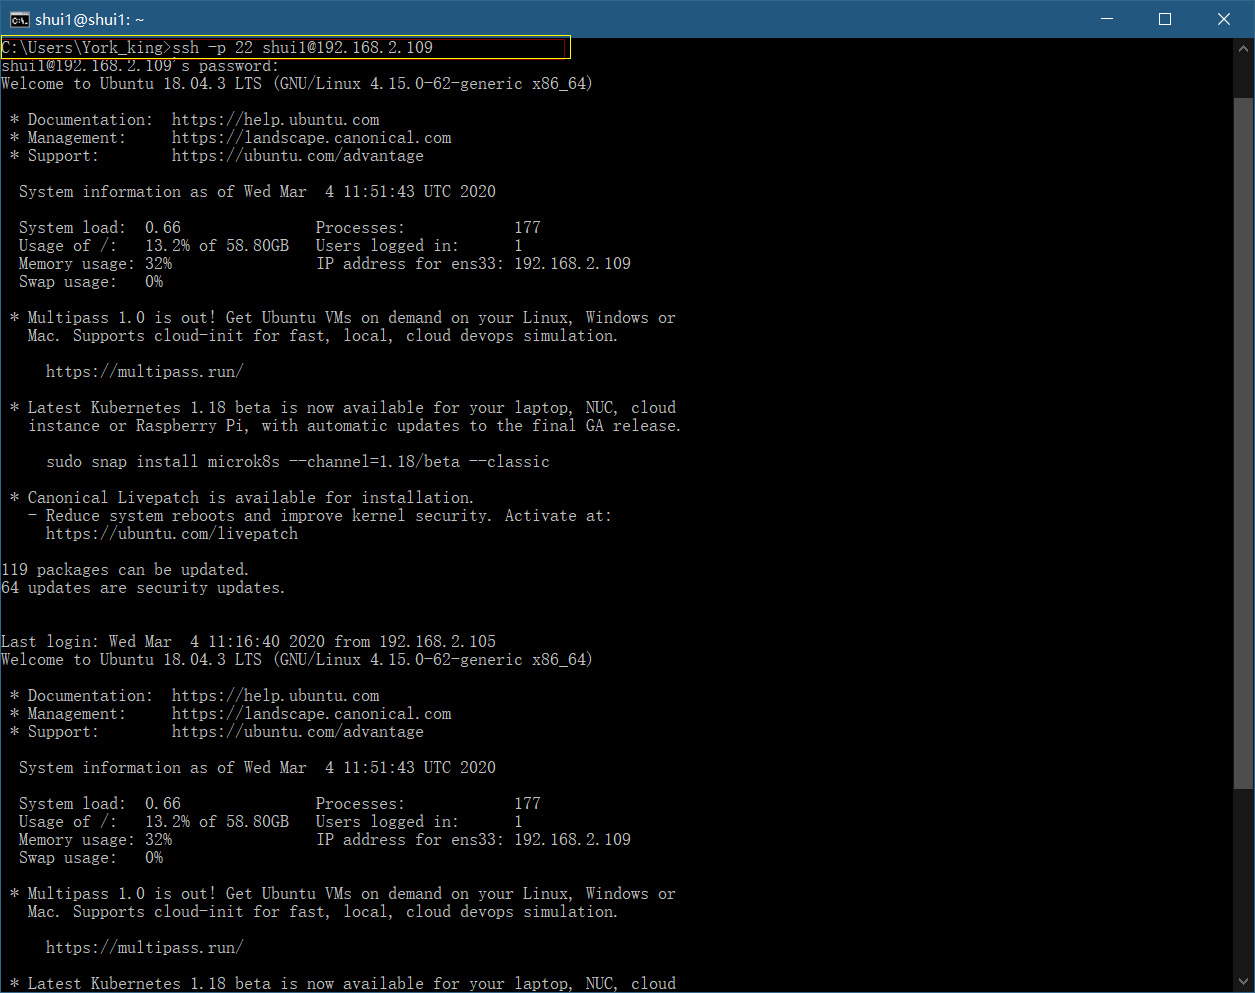 shui1@shui1: ~
C:\Users\York_king>ssh -p 22 shui1@192.168.2.109
shui1@192.168.2.109's password:
Welcome to Ubuntu 18.04.3 LTS (GNU/Linux 4.15.0-62-generic x86_64)
* Documentation:  https://help.ubuntu.com
* Management:     https://landscape.canonical.com
* Support:        https://ubuntu.com/advantage
System information as of Wed Mar  4 11:51:43 UTC 2020
System load:  0.66               Processes:            177
Usage of /:   13.2% of 58.80GB   Users logged in:      1
Memory usage: 32%                IP address for ens33: 192.168.2.109
Swap usage:   0%
* Multipass 1.0 is out! Get Ubuntu VMs on demand on your Linux, Windows or
Mac. Supports cloud-init for fast, local, cloud devops simulation.
https://multipass.run/
* Latest Kubernetes 1.18 beta is now available for your laptop, NUC, cloud
instance or Raspberry Pi, with automatic updates to the final GA release.
sudo snap install microk8s --channel=1.18/beta --classic
* Canonical Livepatch is available for installation.
- Reduce system reboots and improve kernel security. Activate at:
https://ubuntu.com/livepatch
119 packages can be updated.
64 updates are security updates.
Last login: Wed Mar  4 11:16:40 2020 from 192.168.2.105
Welcome to Ubuntu 18.04.3 LTS (GNU/Linux 4.15.0-62-generic x86_64)
* Documentation:  https://help.ubuntu.com
* Management:     https://landscape.canonical.com
* Support:        https://ubuntu.com/advantage
System information as of Wed Mar  4 11:51:43 UTC 2020
System load:  0.66               Processes:            177
Usage of /:   13.2% of 58.80GB   Users logged in:      1
Memory usage: 32%                IP address for ens33: 192.168.2.109
Swap usage:   0%
* Multipass 1.0 is out! Get Ubuntu VMs on demand on your Linux, Windows or
Mac. Supports cloud-init for fast, local, cloud devops simulation.
https://multipass.run/
* Latest Kubernetes 1.18 beta is now available for your laptop, NUC, cloud